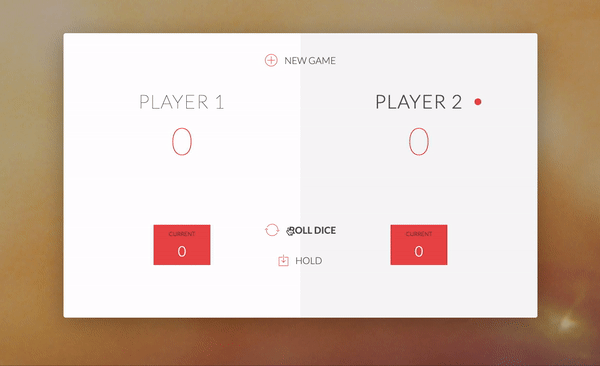 NEW GAME
PLAYER 1
0
PLAYER 2
0
CURRENT
0
ROLL DICE
HOLD
CURRENT
0